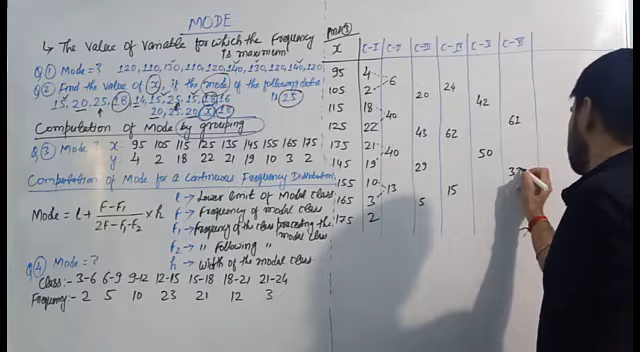 MODE
↳ The value of variable for which the frequency is maximum
Q① Mode = ? 120, 110, 130, 110, 120, 140, 130, 120, 140, 120
Q② Find the value of x, if the mode of the following data is 25
15, 20, 25, 18, 14, 15, 25, 15, 18, 16
20, 25, 20, x, 18
Computation of Mode by grouping
Q③ Mode ? x. 95 105 115 125 135 145 155 165 175
y: 4 2 18 22 21 19 10 3 2
Computation of Mode for a Continuous Frequency Distribution
Mode = l + F-F₁ / 2F-F₁-F₂ × h
l → Lower limit of Modal class
F → Frequency of modal class
F₁ → Frequency of the class preceding the modal class
F₂ → " Following "
h → width of the modal class
Q④ Mode = ?
Class:- 3-6 6-9 9-12 12-15 15-18 18-21 21-24
Frequency:- 2 5 10 23 21 12 3
Ans③
x C-I C-II C-III C-IV C-V C-VI
95 4
6
105 2 24
20 42
115 18
40
125 22 61
43 62
135 21
40 50
145 19
29
155 10
13 15
165 3
5
175 2